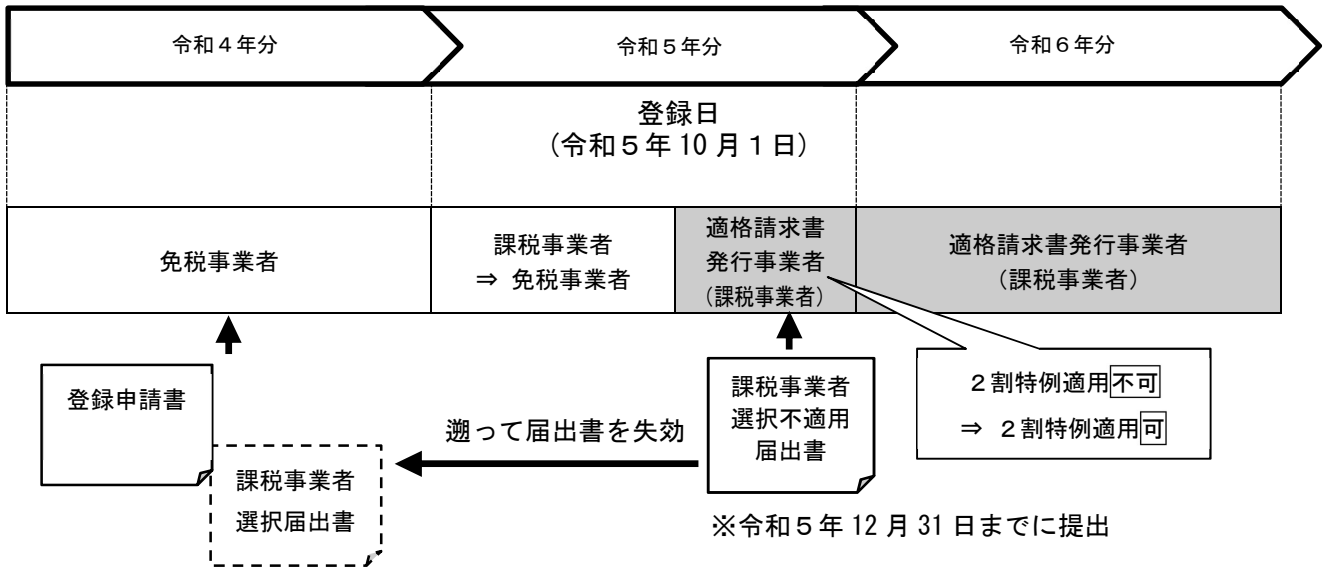 令和４年分
令和５年分
令和６年分
登録日
（令和５年 10 月１日）
免税事業者
課税事業者
⇒ 免税事業者
適格請求書
発行事業者
（課税事業者）
適格請求書発行事業者
（課税事業者）
登録申請書
課税事業者
選択届出書
遡って届出書を失効
課税事業者
選択不適用
届出書
２割特例適用不可
⇒ ２割特例適用可
※令和５年 12 月 31 日までに提出